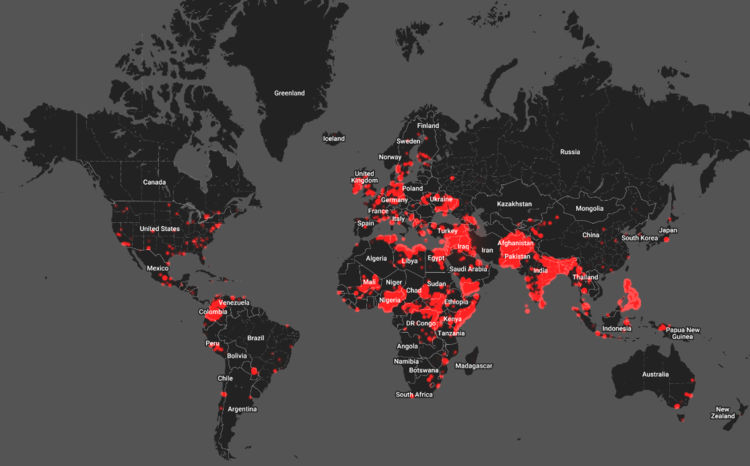 Greenland
Iceland
Finland
Sweden
Norway
Russia
Canada
United
Kingdom
Poland
Germany
Ukraine
France
Italy
Spain
Kazakhstan
Mongolia
United States
Turkey
China
South Korea
Japan
Iraq
Iran
Afghanistan
Pakistan
Algeria
Libya
Egypt
Saudi Arabia
India
Mexico
Mali
Niger
Chad
Sudan
Thailand
Venezuela
Colombia
Nigeria
Ethiopia
Kenya
DR Congo
Tanzania
Indonesia
Papua New
Guinea
Peru
Brazil
Bolivia
Angola
Namibia
Botswana
Madagascar
Chile
Australia
South Africa
Argentina
New
Zealand